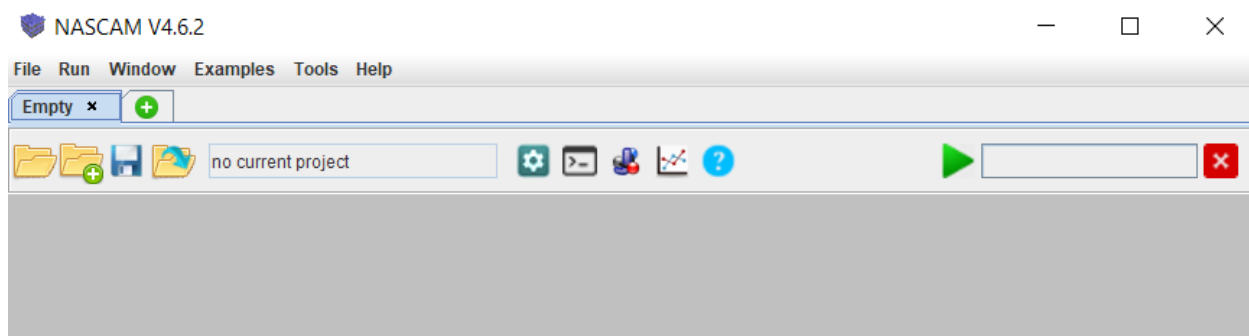 NASCAM V4.6.2
File Run Window Examples Tools Help
Empty
no current project